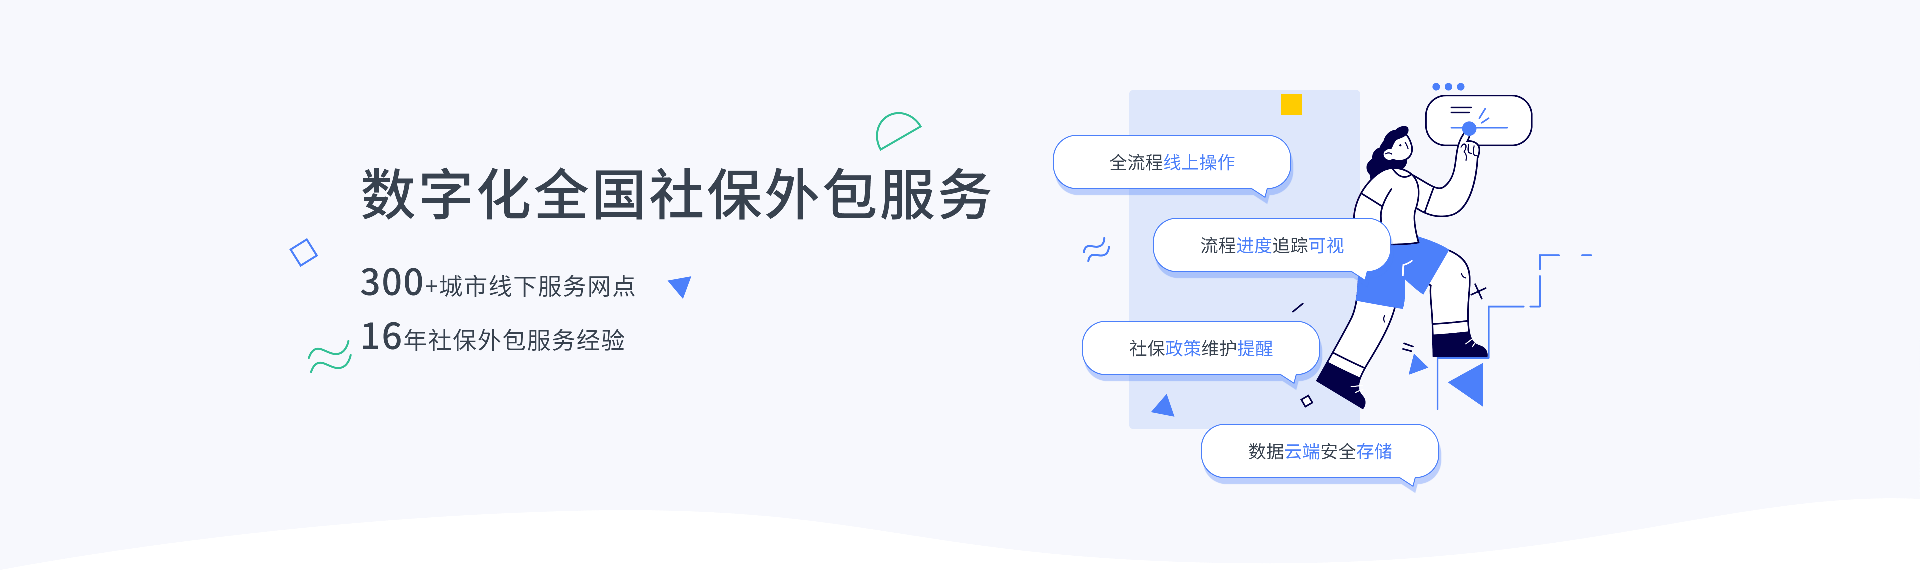 数字化全国社保外包服务
300+城市线下服务网点
16年社保外包服务经验
全流程线上操作
流程进度追踪可视
社保政策维护提醒
数据云端安全存储